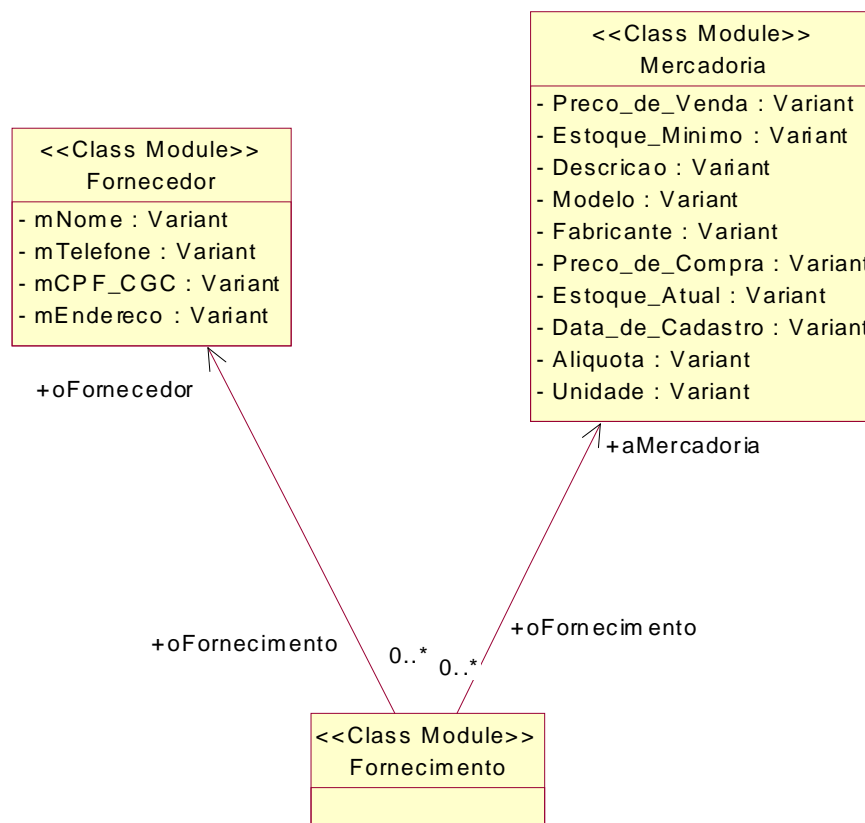 <<Class Module>>
Mercadoria
- Preco_de_Venda : Variant
- Estoque_Minimo : Variant
- Descricao : Variant
- Modelo : Variant
- Fabricante : Variant
- Preco_de_Compra : Variant
- Estoque_Atual : Variant
- Data_de_Cadastro : Variant
- Aliquota : Variant
- Unidade : Variant
<<Class Module>>
Fornecedor
- mNome : Variant
- mTelefone : Variant
- mCPF_CGC : Variant
- mEndereco : Variant
+oFornecedor
+aMercadoria
+oFornecimento
+oFornecimento
0..*
0..*
<<Class Module>>
Fornecimento